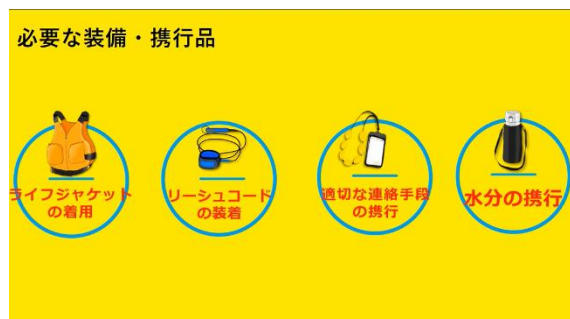 必要な装備・携行品
ライフジャケット
の着用
リーシュコード
の装着
適切な連絡手段
の携行
水分の携行